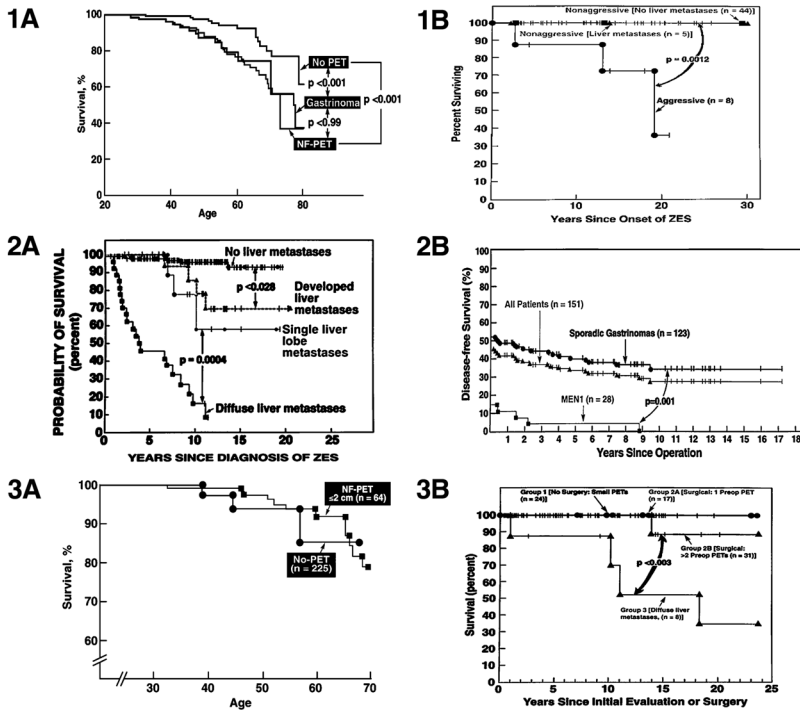 1A
Survival, %
100
80
60
40
20
20
40
60
80
100
Age
No PET
p <0.001
Gastrinoma
p <0.001
p <0.99
NF-PET
1B
Percent Surviving
100
90
80
70
60
50
40
30
20
10
100
0
10
20
30
Years Since Onset of ZES
Nonaggressive [No liver metastases (n = 44]
Nonaggressive [Liver metastases (n = 5)]
p = 0.0012
Aggressive (n = 8)
2A
PROBABILITY OF SURVIVAL
(percent)
100
90
80
70
60
50
40
30
20
10
0
0
5
10
15
20
25
YEARS SINCE DIAGNOSIS OF ZES
No liver metastases
p <0.028
Developed
liver
metastases
Single liver
lobe
metastases
p = 0.0004
Diffuse liver metastases
2B
Disease-free Survival (%)
100
90
80
70
60
50
40
30
20
10
0
1
2
3
4
5
6
7
8
9
10
11
12
13
14
15
16
17
18
Years Since Operation
All Patients (n = 151)
Sporadic Gastrinomas (n = 123)
MEN1 (n = 28)
p=0.001
3A
Survival, %
100
90
80
70
60
30
40
50
60
70
Age
NF-PET
≤2 cm (n = 64)
No-PET
(n = 225)
3B
Survival (percent)
100
90
80
70
60
50
40
30
20
10
0
0
5
10
15
20
25
Years Since Initial Evaluation or Surgery
Group 1 [No Surgery: Small PETs
(n = 24)]
Group 2A [Surgical: 1 Preop PET
(n = 17)]
Group 2B [Surgical:
>2 Preop PETs (n = 31)]
p <0.003
Group 3 [Diffuse liver
metastases, (n = 8)]